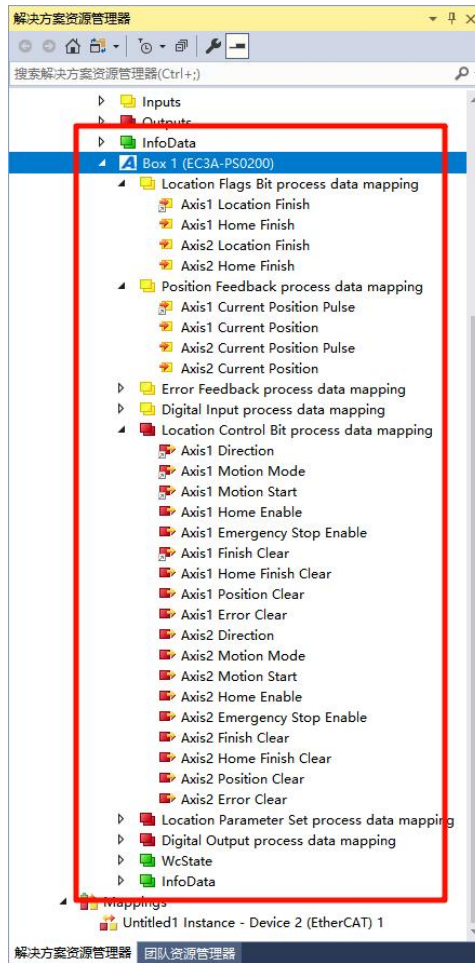 解决方案资源管理器
搜索解决方案资源管理器(Ctrl+;)
Inputs
Outputs
InfoData
Box 1 (EC3A-PS0200)
Location Flags Bit process data mapping
Axis1 Location Finish
Axis1 Home Finish
Axis2 Location Finish
Axis2 Home Finish
Position Feedback process data mapping
Axis1 Current Position Pulse
Axis1 Current Position
Axis2 Current Position Pulse
Axis2 Current Position
Error Feedback process data mapping
Digital Input process data mapping
Location Control Bit process data mapping
Axis1 Direction
Axis1 Motion Mode
Axis1 Motion Start
Axis1 Home Enable
Axis1 Emergency Stop Enable
Axis1 Finish Clear
Axis1 Home Finish Clear
Axis1 Position Clear
Axis1 Error Clear
Axis2 Direction
Axis2 Motion Mode
Axis2 Motion Start
Axis2 Home Enable
Axis2 Emergency Stop Enable
Axis2 Finish Clear
Axis2 Home Finish Clear
Axis2 Position Clear
Axis2 Error Clear
Location Parameter Set process data mapping
Digital Output process data mapping
WcState
InfoData
Mappings
Untitled1 Instance - Device 2 (EtherCAT) 1
解决方案资源管理器 团队资源管理器